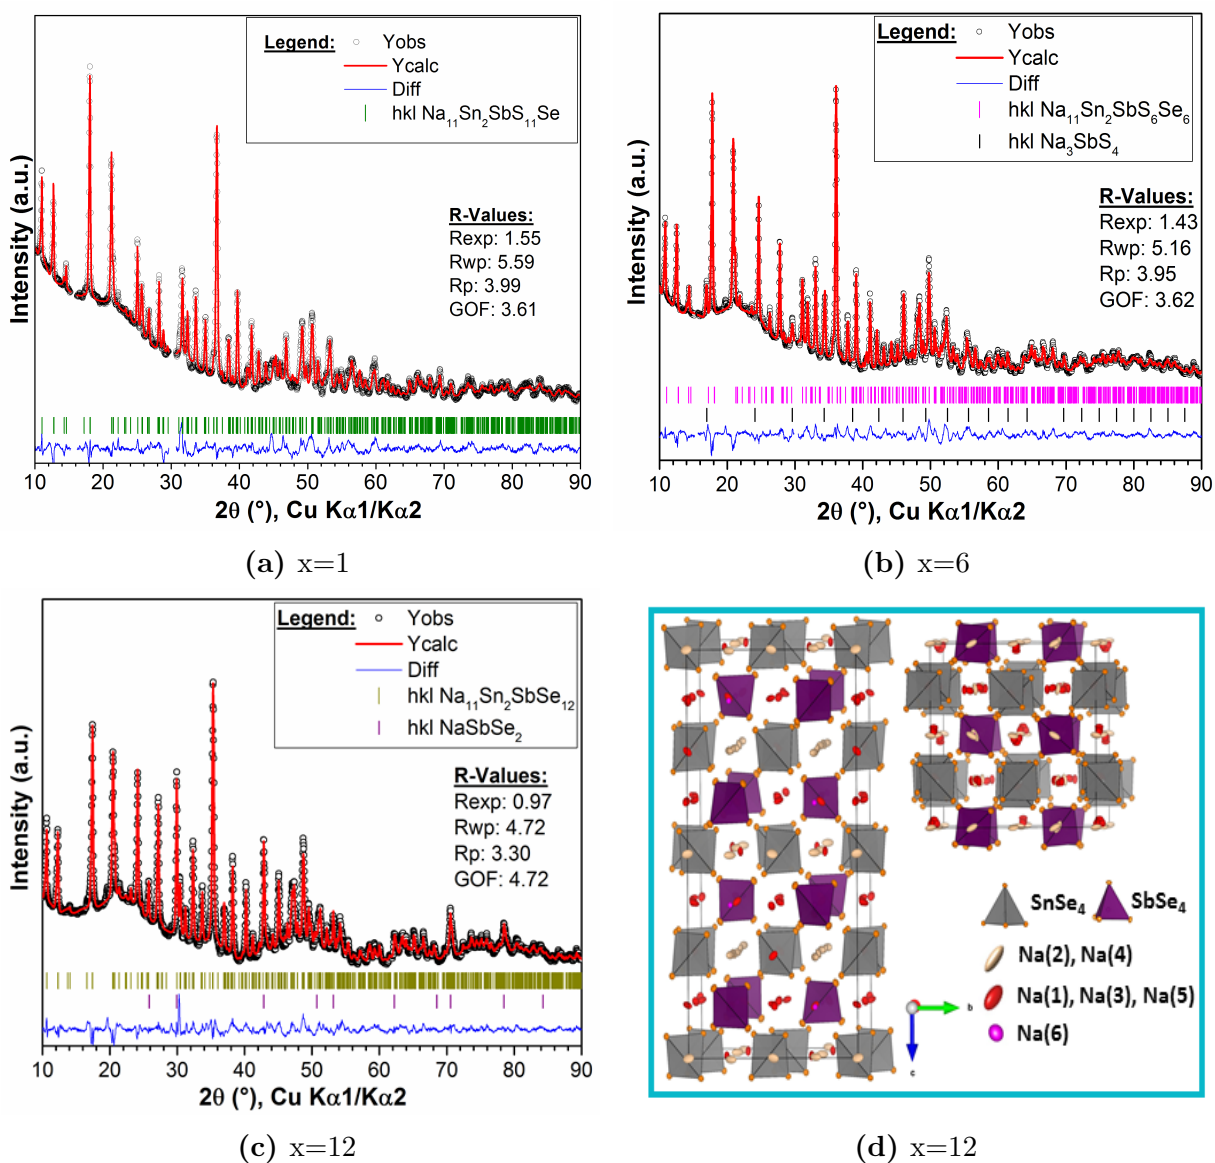 Legend:
Yobs
Ycalc
Diff
hkl Na₁₁Sn₂SbS₁₁Se
R-Values:
Rexp: 1.55
Rwp: 5.59
Rp: 3.99
GOF: 3.61
Intensity (a.u.)
10 20 30 40 50 60 70 80 90
2θ (°), Cu Kα1/Kα2
(a) x=1
Legend:
Yobs
Ycalc
Diff
hkl Na₁₁Sn₂SbS₆Se₆
hkl Na₃SbS₄
R-Values:
Rexp: 1.43
Rwp: 5.16
Rp: 3.95
GOF: 3.62
Intensity (a.u.)
10 20 30 40 50 60 70 80 90
2θ (°), Cu Kα1/Kα2
(b) x=6
Legend:
Yobs
Ycalc
Diff
hkl Na₁₁Sn₂SbSe₁₂
hkl NaSbSe₂
R-Values:
Rexp: 0.97
Rwp: 4.72
Rp: 3.30
GOF: 4.72
Intensity (a.u.)
10 20 30 40 50 60 70 80 90
2θ (°), Cu Kα1/Kα2
(c) x=12
SnSe₄
SbSe₄
Na(2), Na(4)
Na(1), Na(3), Na(5)
Na(6)
b
c
(d) x=12